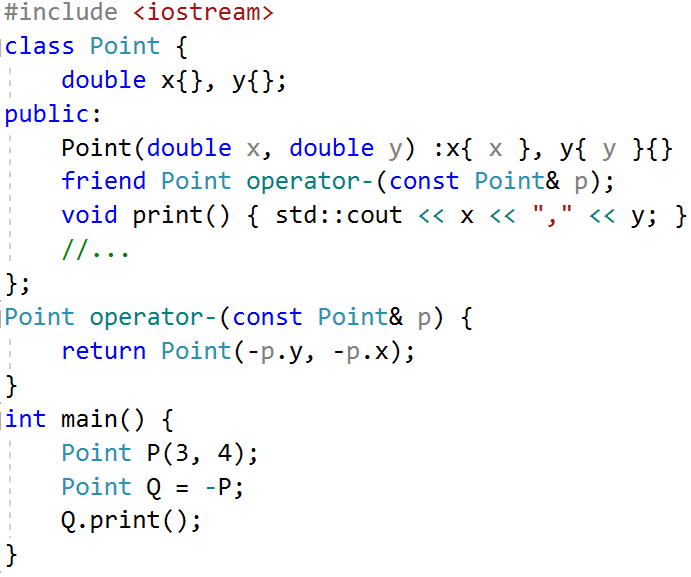 #include <iostream>
class Point {
    double x{}, y{};
public:
    Point(double x, double y) :x{ x }, y{ y }{}
    friend Point operator-(const Point& p);
    void print() { std::cout << x << "," << y; }
    //...
};
Point operator-(const Point& p) {
    return Point(-p.y, -p.x);
}
int main() {
    Point P(3, 4);
    Point Q = -P;
    Q.print();
}